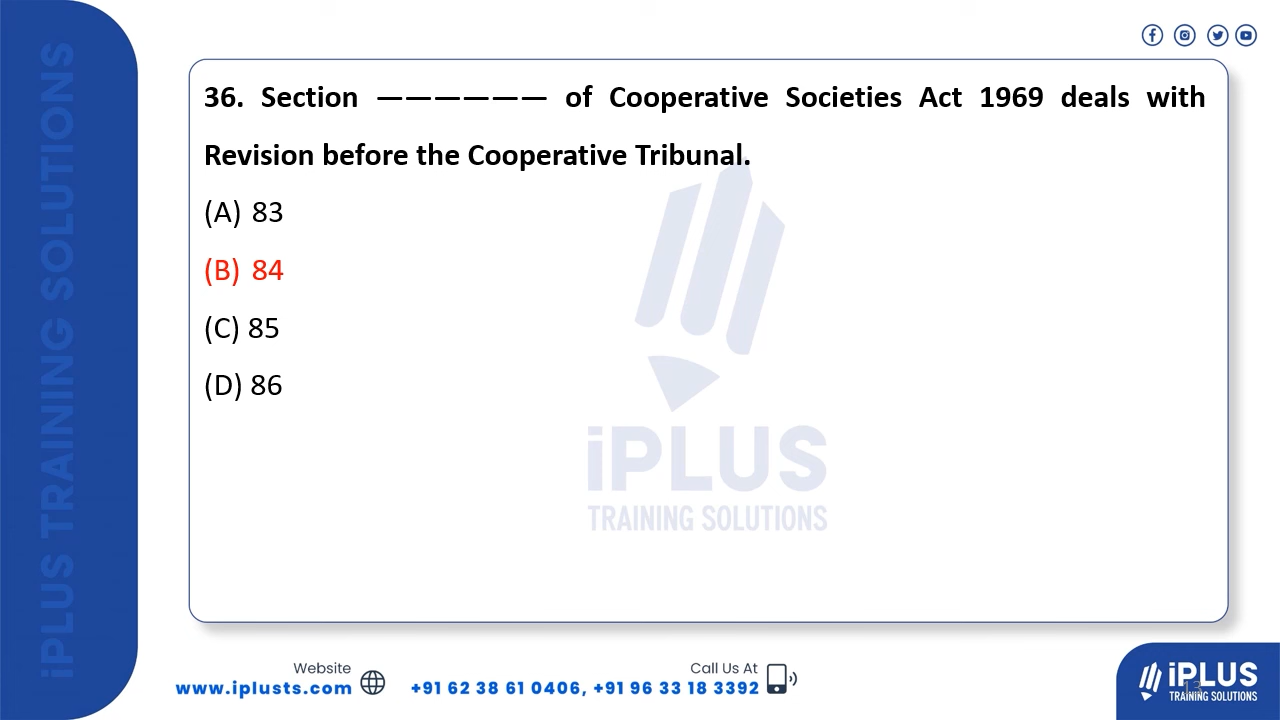 iPLUS TRAINING SOLUTIONS
36. Section —————— of Cooperative Societies Act 1969 deals with
Revision before the Cooperative Tribunal.
(A) 83
(B) 84
(C) 85
(D) 86
iPLUS
TRAINING SOLUTIONS
Website
www.iplusts.com
Call Us At
+91 62 38 61 0406, +91 96 33 18 3392
iPLUS
TRAINING SOLUTIONS